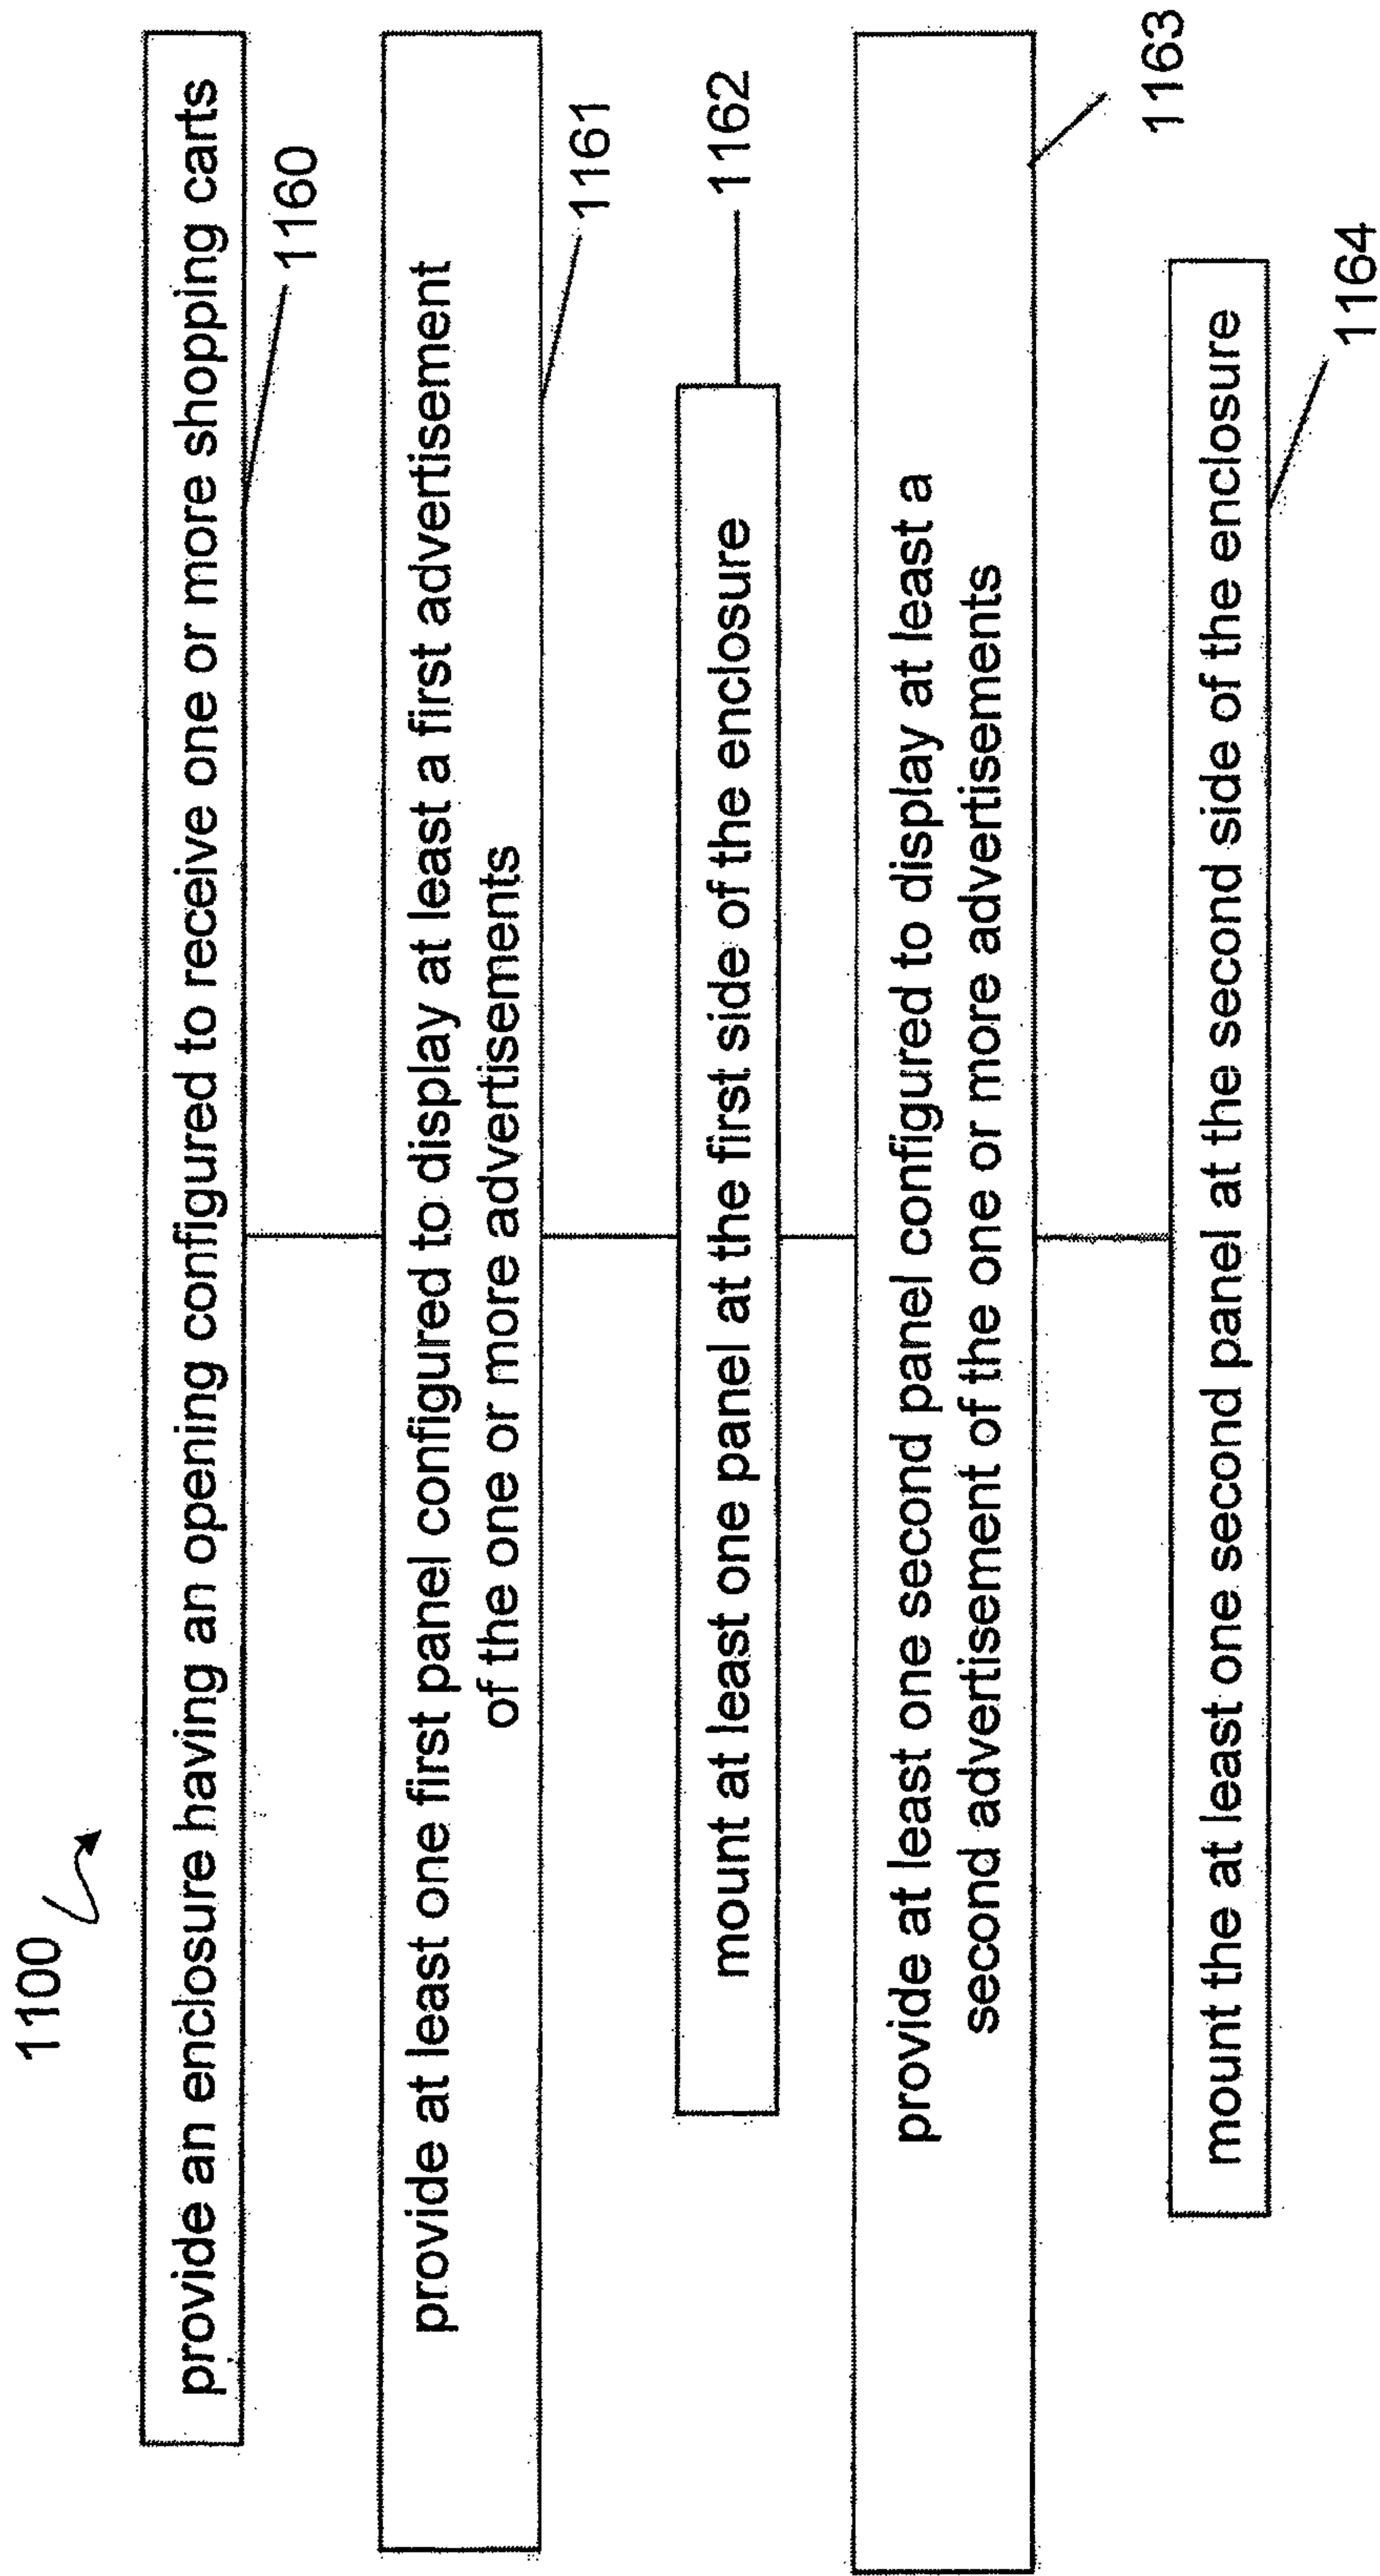 1100
provide an enclosure having an opening configured to receive one or more shopping carts
1160
provide at least one first panel configured to display at least a first advertisement
of the one or more advertisements
1161
mount at least one panel at the first side of the enclosure
1162
provide at least one second panel configured to display at least a
second advertisement of the one or more advertisements
1163
mount the at least one second panel at the second side of the enclosure
1164